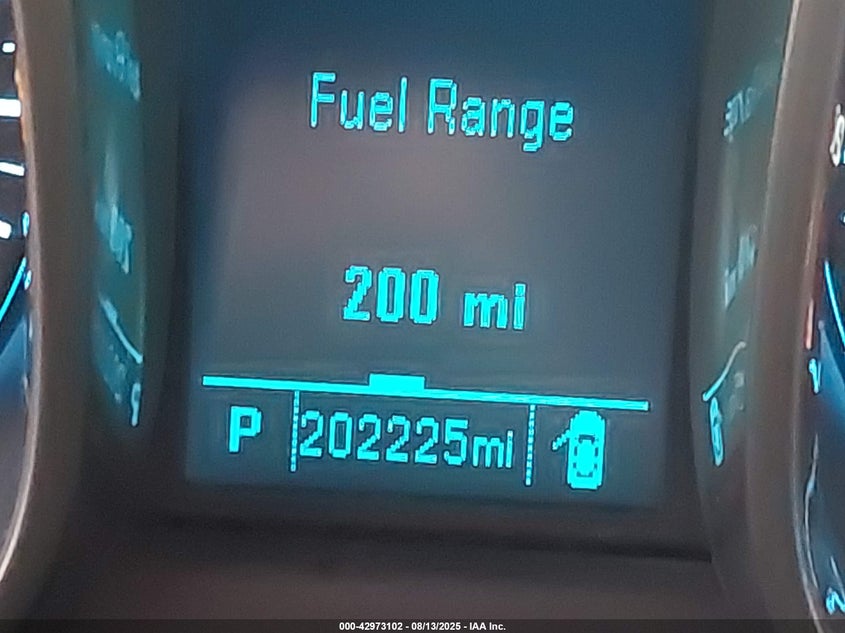 Fuel Range
200 mi
P 202225mi
000-42973102 - 08/13/2025 - IAA Inc.